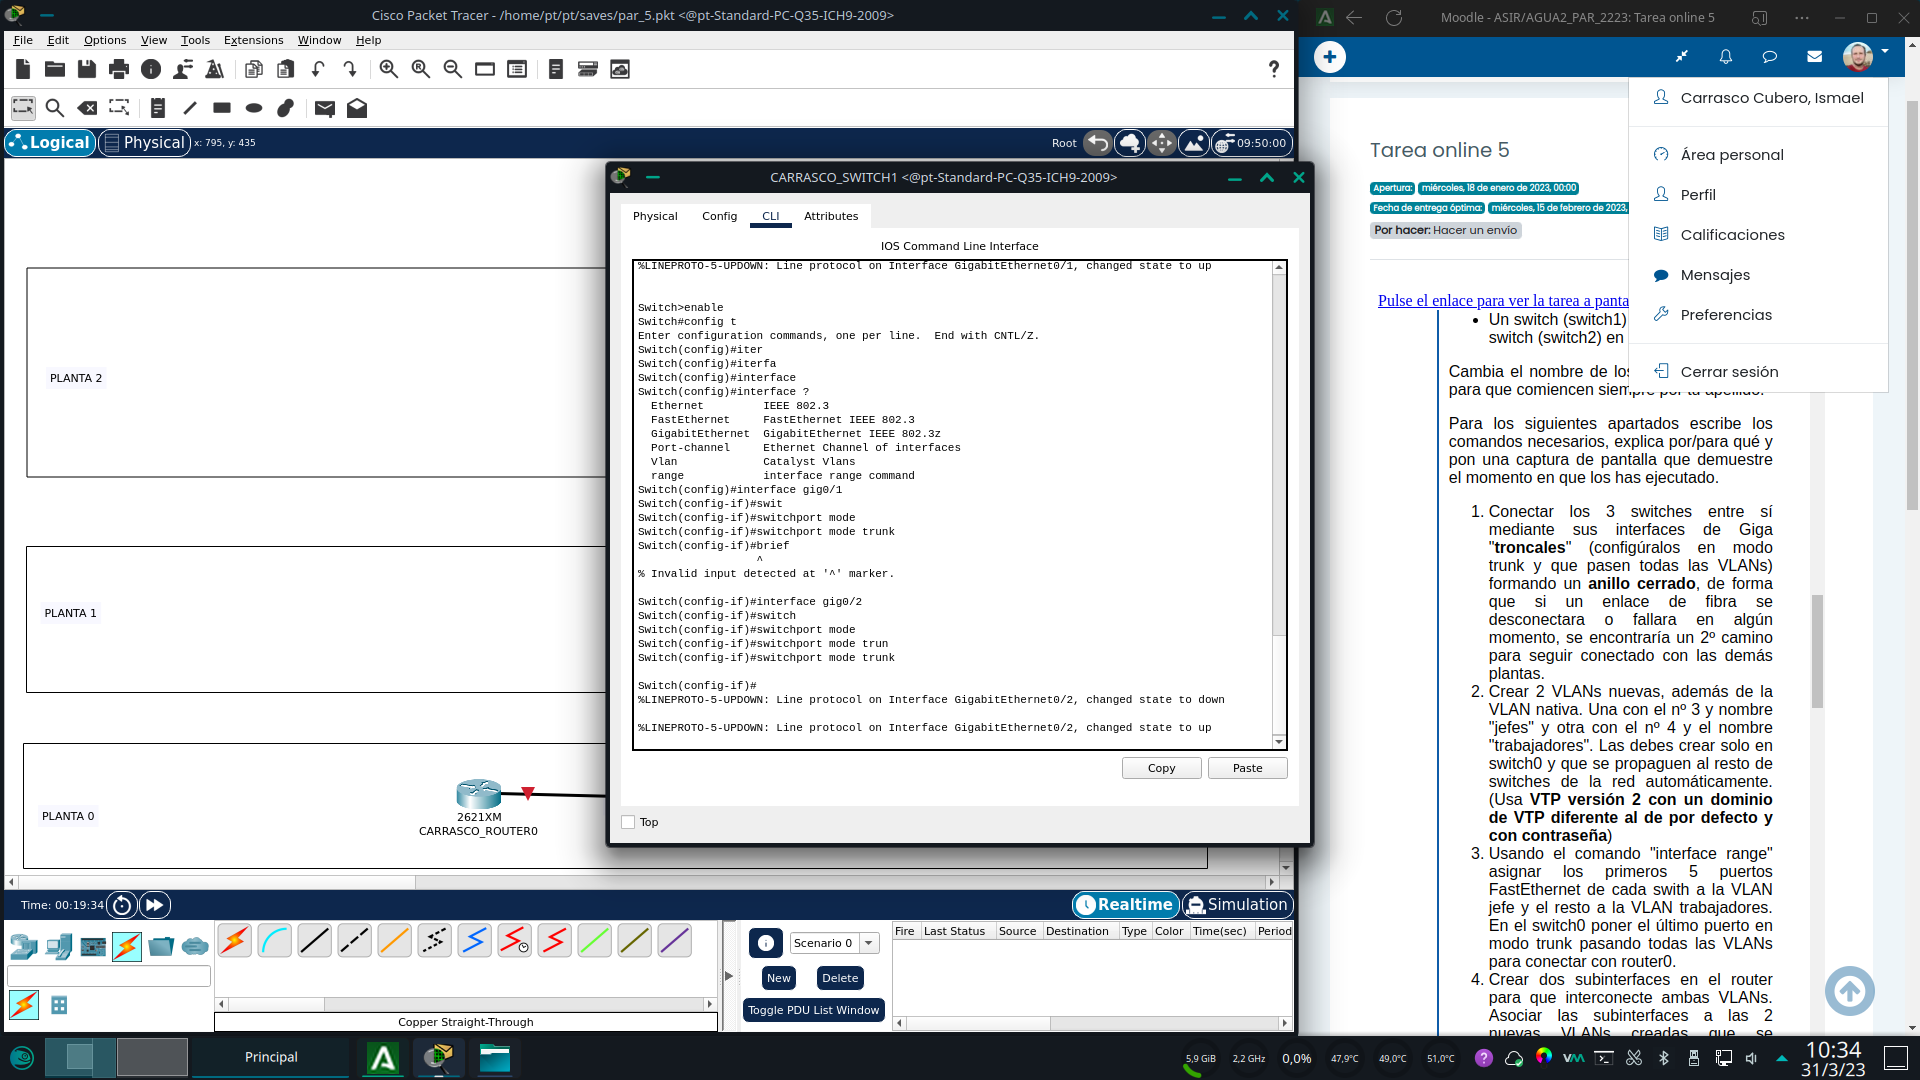 Cisco Packet Tracer - /home/pt/pt/saves/par_5.pkt <@pt-Standard-PC-Q35-ICH9-2009>
File Edit Options View Tools Extensions Window Help
Logical Physical x: 795, y: 435
Root 09:50:00
PLANTA 2
PLANTA 1
PLANTA 0
2621XM
CARRASCO_ROUTER0
CARRASCO_SWITCH1 <@pt-Standard-PC-Q35-ICH9-2009>
Physical Config CLI Attributes
IOS Command Line Interface
%LINEPROTO-5-UPDOWN: Line protocol on Interface GigabitEthernet0/1, changed state to up
Switch>enable
Switch#config t
Enter configuration commands, one per line. End with CNTL/Z.
Switch(config)#iter
Switch(config)#iterfa
Switch(config)#interface
Switch(config)#interface ?
Ethernet IEEE 802.3
FastEthernet FastEthernet IEEE 802.3
GigabitEthernet GigabitEthernet IEEE 802.3z
Port-channel Ethernet Channel of interfaces
Vlan Catalyst Vlans
range interface range command
Switch(config)#interface gig0/1
Switch(config-if)#swit
Switch(config-if)#switchport mode
Switch(config-if)#switchport mode trunk
Switch(config-if)#brief
^
% Invalid input detected at '^' marker.
Switch(config-if)#interface gig0/2
Switch(config-if)#switch
Switch(config-if)#switchport mode
Switch(config-if)#switchport mode trun
Switch(config-if)#switchport mode trunk
Switch(config-if)#
%LINEPROTO-5-UPDOWN: Line protocol on Interface GigabitEthernet0/2, changed state to down
%LINEPROTO-5-UPDOWN: Line protocol on Interface GigabitEthernet0/2, changed state to up
Copy Paste
Top
Time: 00:19:34
Realtime Simulation
Copper Straight-Through
Scenario 0
New Delete
Toggle PDU List Window
Fire Last Status Source Destination Type Color Time(sec) Period
Moodle - ASIR/AGUA2_PAR_2223: Tarea online 5
Carrasco Cubero, Ismael
Área personal
Perfil
Calificaciones
Mensajes
Preferencias
Cerrar sesión
Tarea online 5
Apertura: miércoles, 18 de enero de 2023, 00:00
Fecha de entrega óptima: miércoles, 15 de febrero de 2023,
Por hacer: Hacer un envío
Pulse el enlace para ver la tarea a panta
• Un switch (switch1)
switch (switch2) en
Cambia el nombre de los
para que comiencen siempre por tu apellido.
Para los siguientes apartados escribe los
comandos necesarios, explica por/para qué y
pon una captura de pantalla que demuestre
el momento en que los has ejecutado.
1. Conectar los 3 switches entre sí
mediante sus interfaces de Giga
"troncales" (configúralos en modo
trunk y que pasen todas las VLANs)
formando un anillo cerrado, de forma
que si un enlace de fibra se
desconectara o fallara en algún
momento, se encontraría un 2º camino
para seguir conectado con las demás
plantas.
2. Crear 2 VLANs nuevas, además de la
VLAN nativa. Una con el nº 3 y nombre
"jefes" y otra con el nº 4 y el nombre
"trabajadores". Las debes crear solo en
switch0 y que se propaguen al resto de
switches de la red automáticamente.
(Usa VTP versión 2 con un dominio
de VTP diferente al de por defecto y
con contraseña)
3. Usando el comando "interface range"
asignar los primeros 5 puertos
FastEthernet de cada swith a la VLAN
jefe y el resto a la VLAN trabajadores.
En el switch0 poner el último puerto en
modo trunk pasando todas las VLANs
para conectar con router0.
4. Crear dos subinterfaces en el router
para que interconecte ambas VLANs.
Asociar las subinterfaces a las 2
nuevas VLANs creadas que se
Principal
5,9 GiB 2,2 GHz 0,0% 47,9°C 49,0°C 51,0°C
10:34
31/3/23